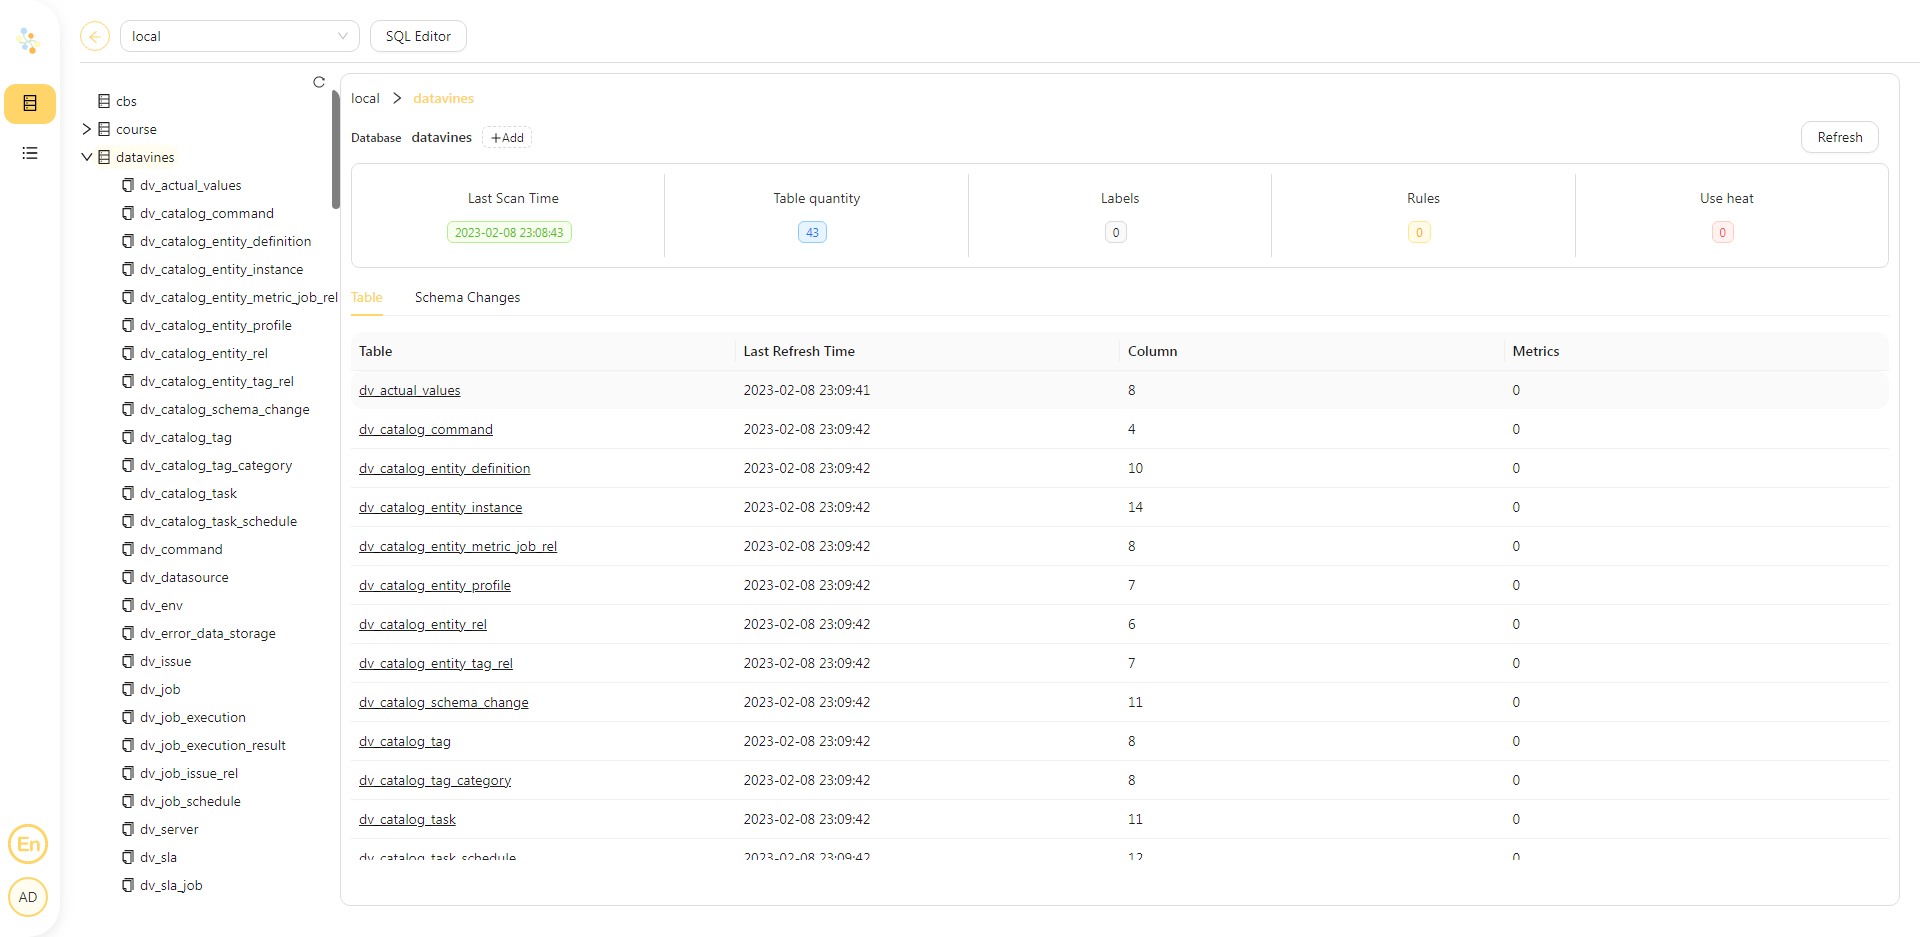 local
SQL Editor
cbs
course
datavines
dv_actual_values
dv_catalog_command
dv_catalog_entity_definition
dv_catalog_entity_instance
dv_catalog_entity_metric_job_rel
dv_catalog_entity_profile
dv_catalog_entity_rel
dv_catalog_entity_tag_rel
dv_catalog_schema_change
dv_catalog_tag
dv_catalog_tag_category
dv_catalog_task
dv_catalog_task_schedule
dv_command
dv_datasource
dv_env
dv_error_data_storage
dv_issue
dv_job
dv_job_execution
dv_job_execution_result
dv_job_issue_rel
dv_job_schedule
dv_server
dv_sla
dv_sla_job
En
AD
local > datavines
Database datavines +Add Refresh
Last Scan Time Table quantity Labels Rules Use heat
2023-02-08 23:08:43 43 0 0 0
Table Schema Changes
Table Last Refresh Time Column Metrics
dv_actual_values 2023-02-08 23:09:41 8 0
dv_catalog_command 2023-02-08 23:09:42 4 0
dv_catalog_entity_definition 2023-02-08 23:09:42 10 0
dv_catalog_entity_instance 2023-02-08 23:09:42 14 0
dv_catalog_entity_metric_job_rel 2023-02-08 23:09:42 8 0
dv_catalog_entity_profile 2023-02-08 23:09:42 7 0
dv_catalog_entity_rel 2023-02-08 23:09:42 6 0
dv_catalog_entity_tag_rel 2023-02-08 23:09:42 7 0
dv_catalog_schema_change 2023-02-08 23:09:42 11 0
dv_catalog_tag 2023-02-08 23:09:42 8 0
dv_catalog_tag_category 2023-02-08 23:09:42 8 0
dv_catalog_task 2023-02-08 23:09:42 11 0
dv_catalog_task_schedule 2023-02-08 23:09:42 12 0